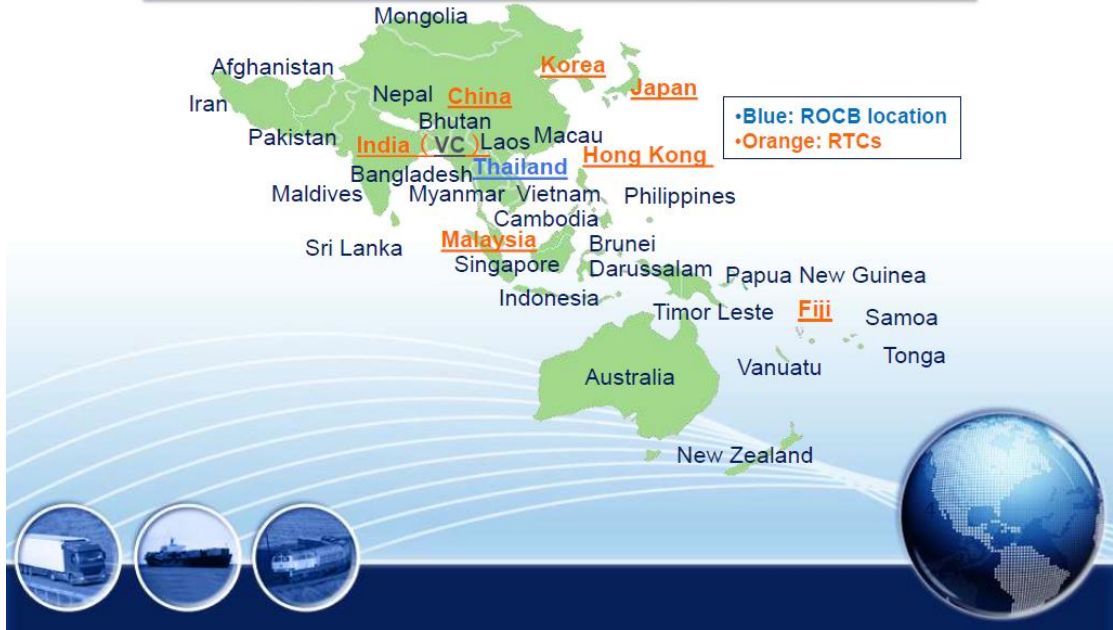 Mongolia
Korea
Afghanistan
Japan
Iran
Nepal
China
Bhutan
•Blue: ROCB location
•Orange: RTCs
Pakistan
India（VC）
Laos
Macau
Hong Kong
Bangladesh
Thailand
Maldives
Myanmar
Vietnam
Philippines
Cambodia
Sri Lanka
Malaysia
Brunei
Darussalam
Singapore
Papua New Guinea
Indonesia
Timor Leste
Fiji
Samoa
Tonga
Vanuatu
Australia
New Zealand